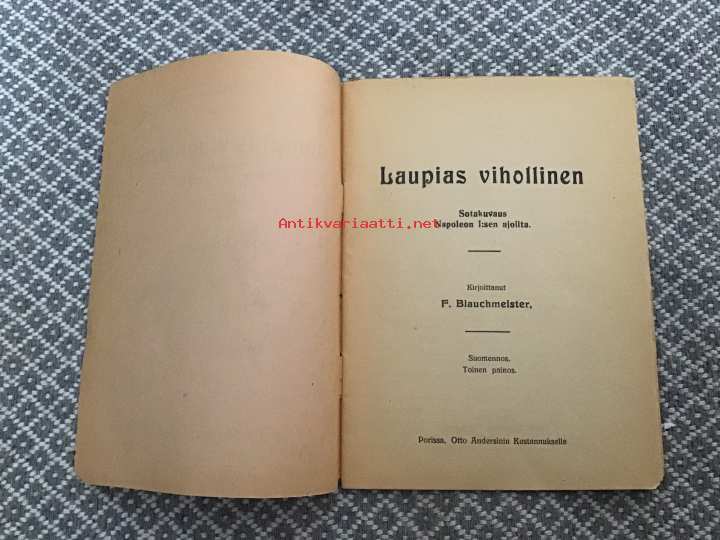 Laupias vihollinen
Sotakuvaus
Napoleon I:sen ajoilta.
Antikvariaatti.net
Kirjoittanut
F. Blauchmeister.
Suomennos.
Toinen painos.
Porissa, Otto Andersinin Kustannuksella